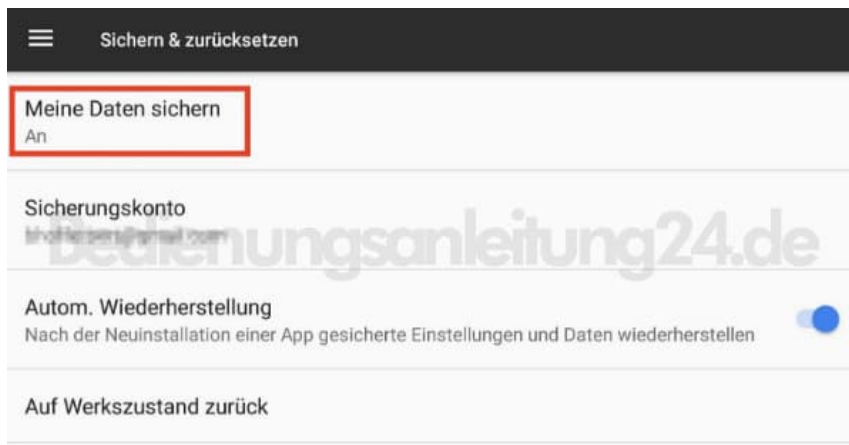 Sichern & zurücksetzen
Meine Daten sichern
An
Sicherungskonto
Bedienungsanleitung24.de
Autom. Wiederherstellung
Nach der Neuinstallation einer App gesicherte Einstellungen und Daten wiederherstellen
Auf Werkszustand zurück